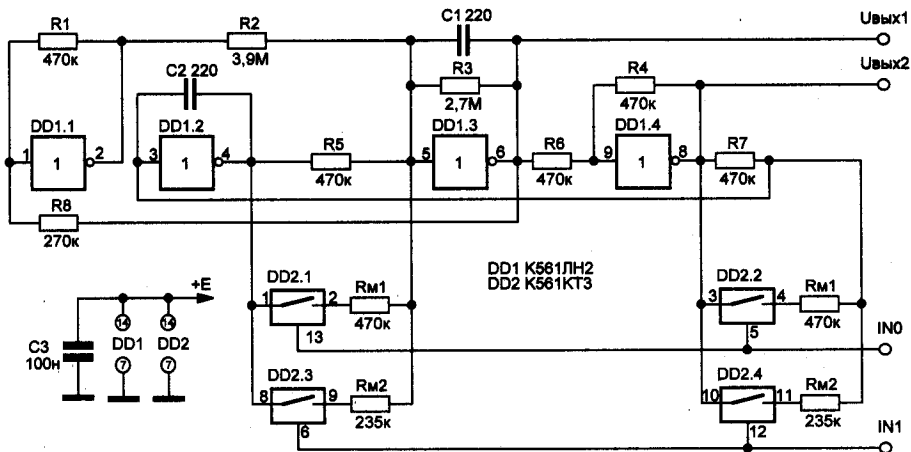 R1
470к
R2
3,9М
C1 220
Uвых1
Uвых2
C2 220
R3
2,7М
R4
470к
DD1.1
1
1
2
DD1.2
3
1
4
R5
470к
DD1.3
5
1
6
R6
470к
DD1.4
9
1
8
R7
470к
R8
270к
DD1 К561ЛН2
DD2 К561КТ3
DD2.1
1
2
13
Rм1
470к
DD2.2
3
4
5
Rм1
470к
IN0
+E
14
14
C3
100н
DD1
DD2
7
7
DD2.3
8
9
6
Rм2
235к
DD2.4
10
11
12
Rм2
235к
IN1